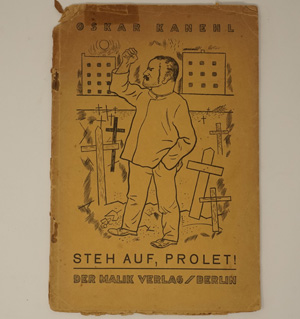 OSKAR KANEHL
STEH AUF, PROLET!
DER MALIK VERLAG / BERLIN